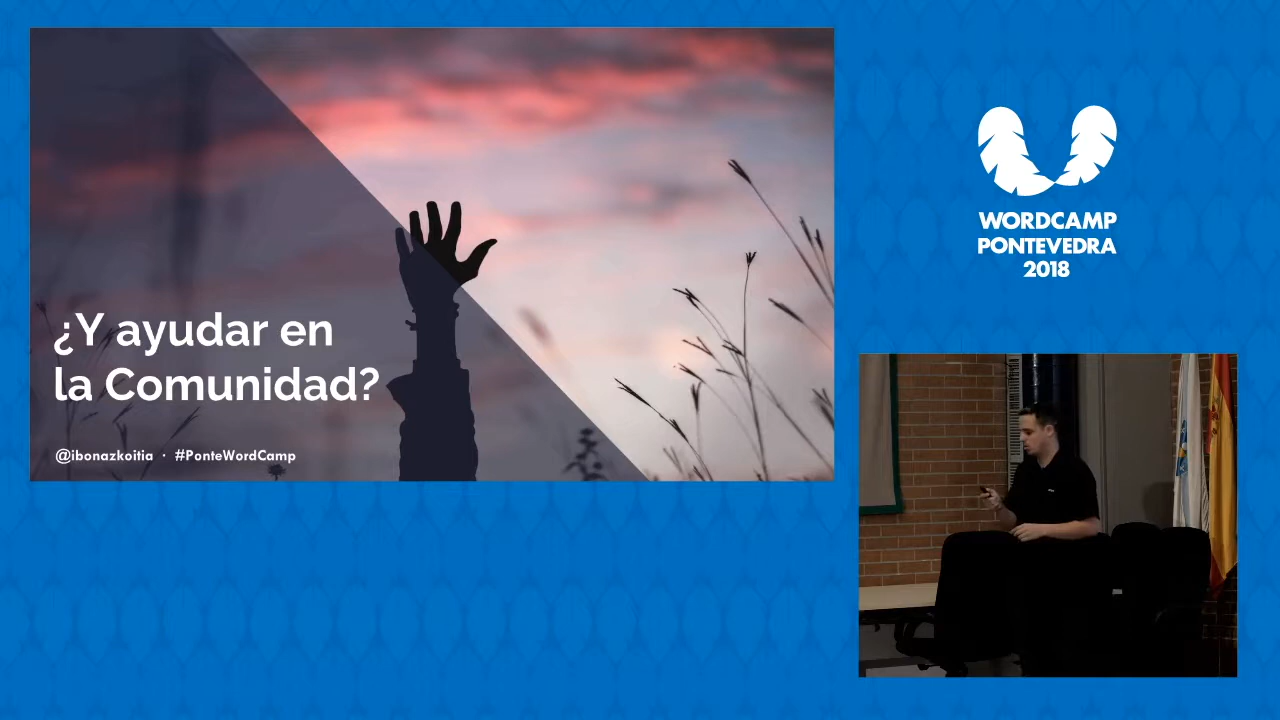 ¿Y ayudar en
la Comunidad?
@ibonazkoitia · #PonteWordCamp
WORDCAMP
PONTEVEDRA
2018